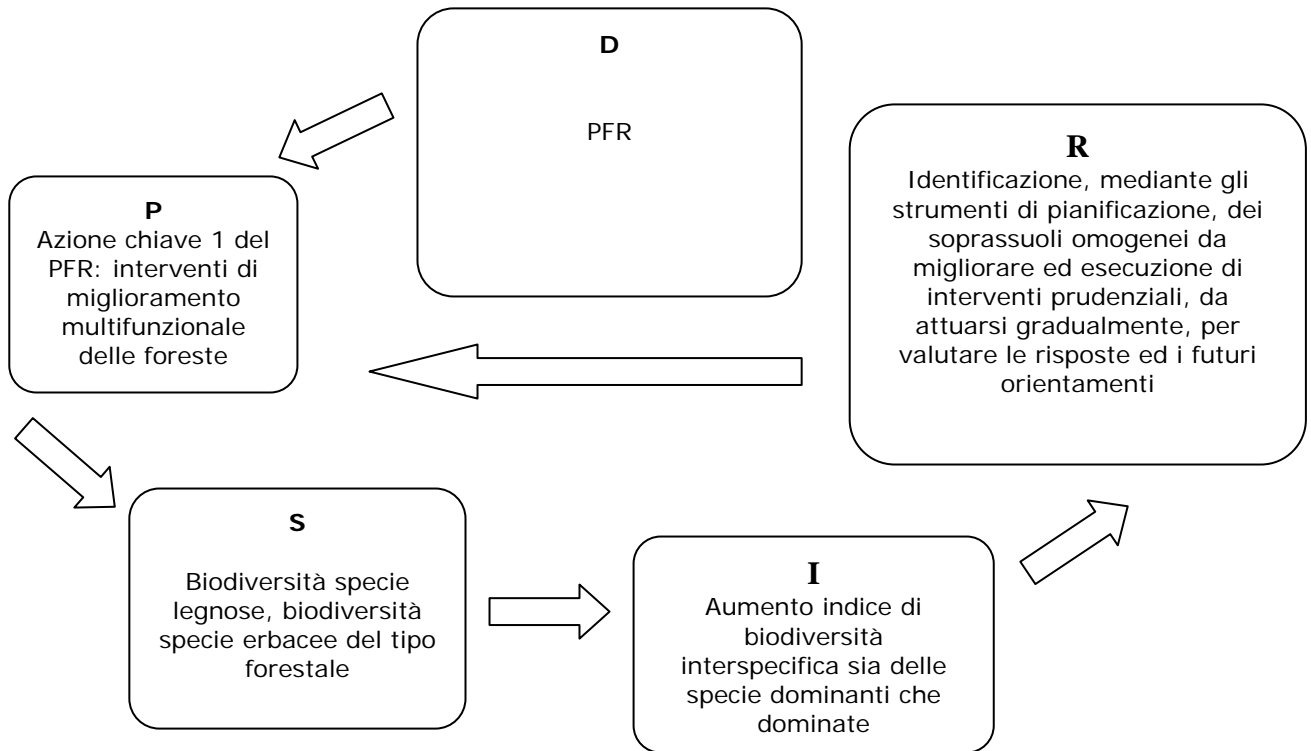 D
PFR
P
Azione chiave 1 del
PFR: interventi di
miglioramento
multifunzionale
delle foreste
S
Biodiversità specie
legnose, biodiversità
specie erbacee del tipo
forestale
I
Aumento indice di
biodiversità
interspecifica sia delle
specie dominanti che
dominate
R
Identificazione, mediante gli
strumenti di pianificazione, dei
soprassuoli omogenei da
migliorare ed esecuzione di
interventi prudenziali, da
attuarsi gradualmente, per
valutare le risposte ed i futuri
orientamenti